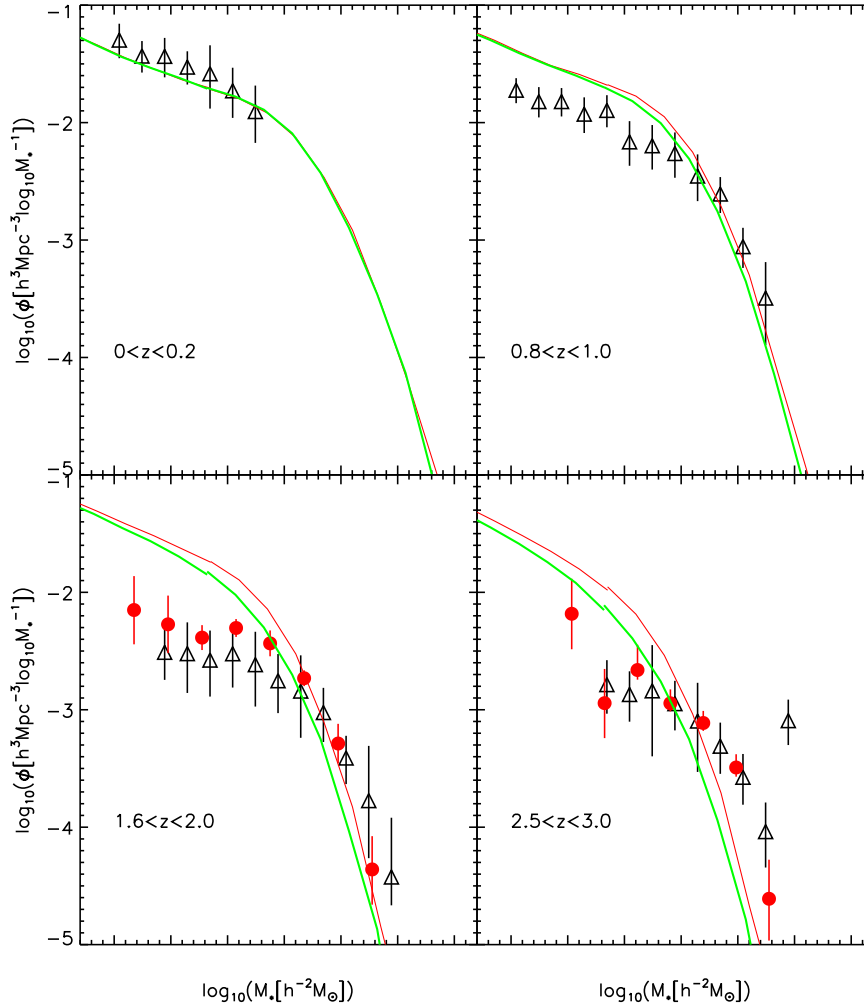 −1
−2
−3
−4
−5
log₁₀(ϕ[h³Mpc⁻³log₁₀M⋆⁻¹])
0<z<0.2
0.8<z<1.0
−1
−2
−3
−4
−5
log₁₀(ϕ[h³Mpc⁻³log₁₀M⋆⁻¹])
1.6<z<2.0
2.5<z<3.0
log₁₀(M⋆[h⁻²M⊙])
log₁₀(M⋆[h⁻²M⊙])